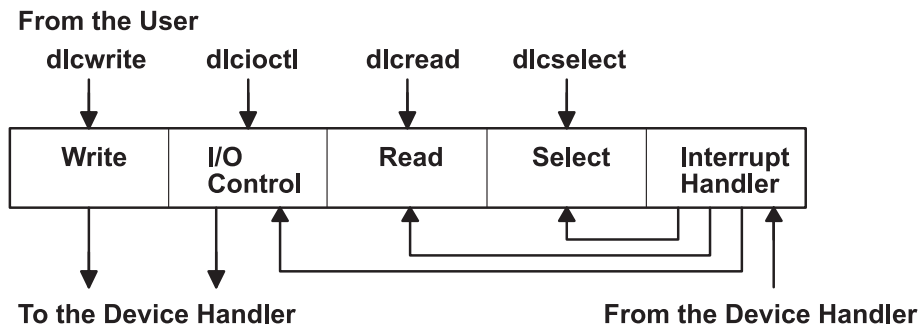 From the User
dlcwrite dlcioctl dlcread dlcselect
Write I/O Control Read Select Interrupt Handler
To the Device Handler From the Device Handler